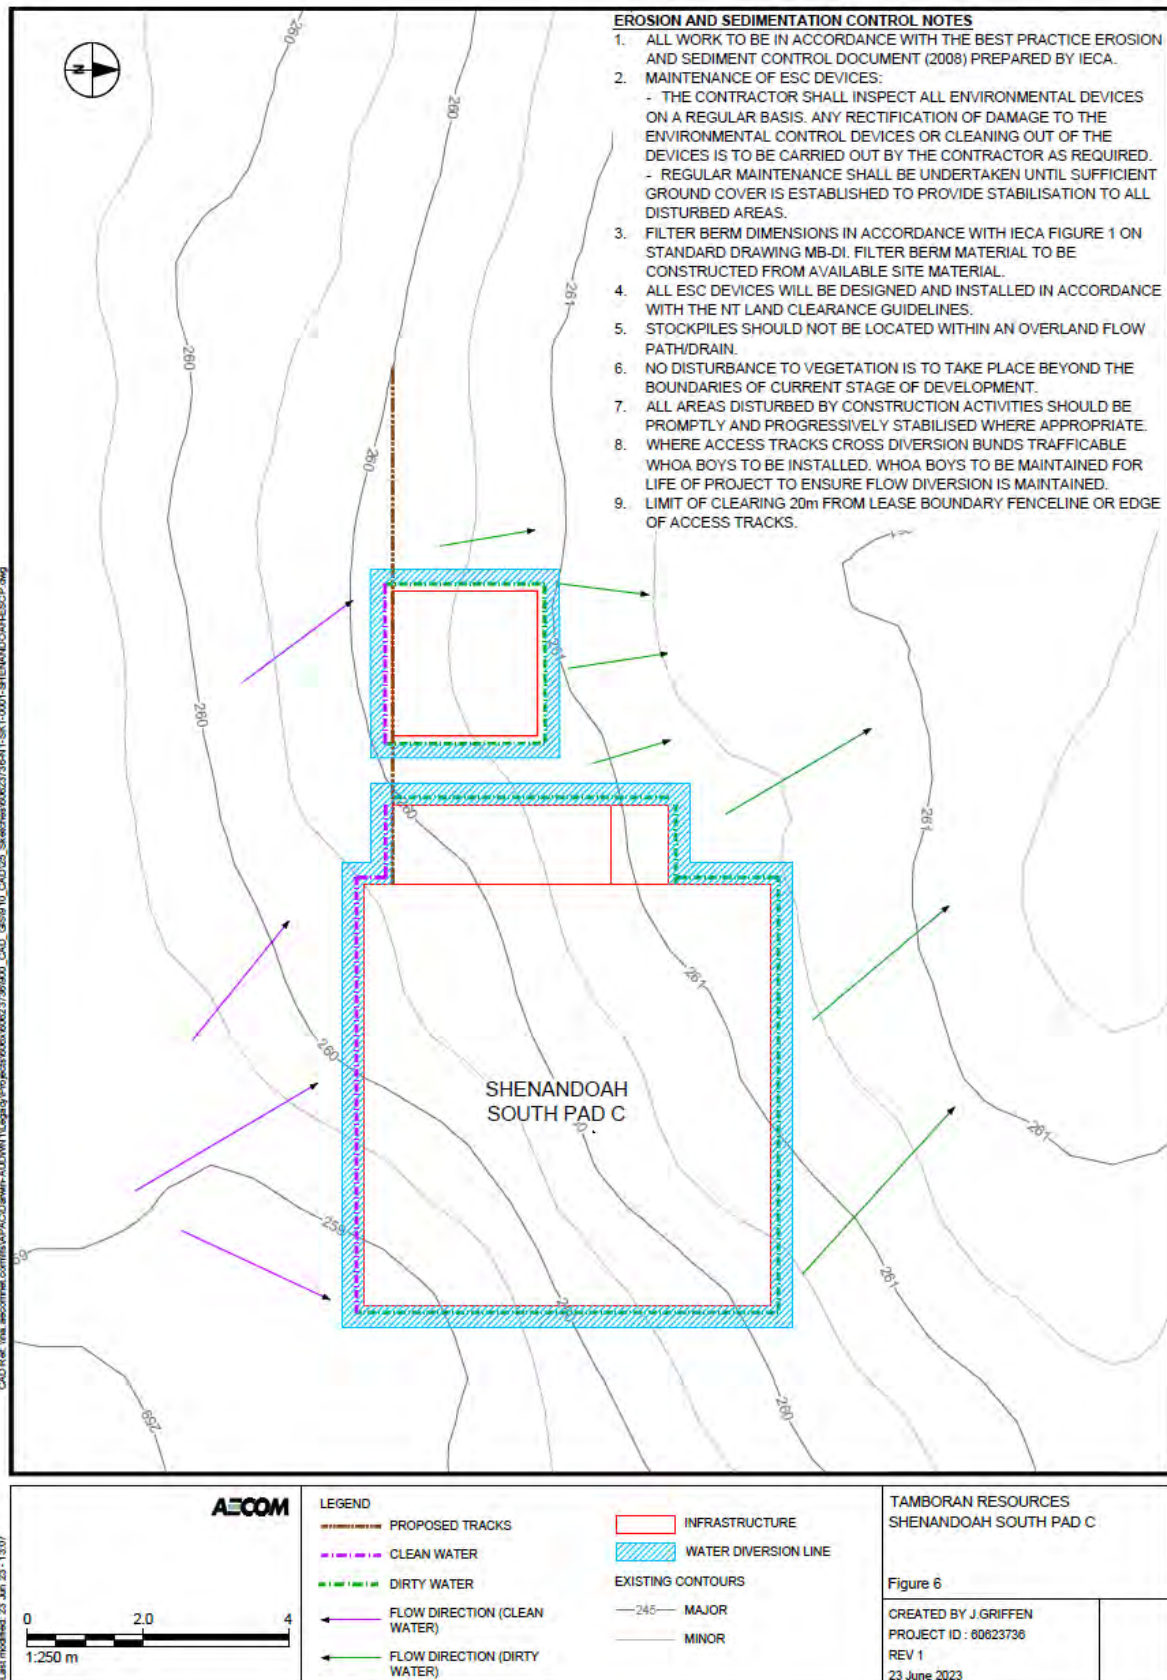 EROSION AND SEDIMENTATION CONTROL NOTES
1. ALL WORK TO BE IN ACCORDANCE WITH THE BEST PRACTICE EROSION
AND SEDIMENT CONTROL DOCUMENT (2008) PREPARED BY IECA.
2. MAINTENANCE OF ESC DEVICES:
- THE CONTRACTOR SHALL INSPECT ALL ENVIRONMENTAL DEVICES
ON A REGULAR BASIS. ANY RECTIFICATION OF DAMAGE TO THE
ENVIRONMENTAL CONTROL DEVICES OR CLEANING OUT OF THE
DEVICES IS TO BE CARRIED OUT BY THE CONTRACTOR AS REQUIRED.
- REGULAR MAINTENANCE SHALL BE UNDERTAKEN UNTIL SUFFICIENT
GROUND COVER IS ESTABLISHED TO PROVIDE STABILISATION TO ALL
DISTURBED AREAS.
3. FILTER BERM DIMENSIONS IN ACCORDANCE WITH IECA FIGURE 1 ON
STANDARD DRAWING MB-DI. FILTER BERM MATERIAL TO BE
CONSTRUCTED FROM AVAILABLE SITE MATERIAL.
4. ALL ESC DEVICES WILL BE DESIGNED AND INSTALLED IN ACCORDANCE
WITH THE NT LAND CLEARANCE GUIDELINES.
5. STOCKPILES SHOULD NOT BE LOCATED WITHIN AN OVERLAND FLOW
PATH/DRAIN.
6. NO DISTURBANCE TO VEGETATION IS TO TAKE PLACE BEYOND THE
BOUNDARIES OF CURRENT STAGE OF DEVELOPMENT.
7. ALL AREAS DISTURBED BY CONSTRUCTION ACTIVITIES SHOULD BE
PROMPTLY AND PROGRESSIVELY STABILISED WHERE APPROPRIATE.
8. WHERE ACCESS TRACKS CROSS DIVERSION BUNDS TRAFFICABLE
WHOA BOYS TO BE INSTALLED. WHOA BOYS TO BE MAINTAINED FOR
LIFE OF PROJECT TO ENSURE FLOW DIVERSION IS MAINTAINED.
9. LIMIT OF CLEARING 20m FROM LEASE BOUNDARY FENCELINE OR EDGE
OF ACCESS TRACKS.
N
260
260
261
260
260
261
260
260
261
261
260
261
259
261
260
259
260
SHENANDOAH
SOUTH PAD C
AECOM
0 2.0 4
1:250 m
LEGEND
PROPOSED TRACKS
CLEAN WATER
DIRTY WATER
FLOW DIRECTION (CLEAN
WATER)
FLOW DIRECTION (DIRTY
WATER)
INFRASTRUCTURE
WATER DIVERSION LINE
EXISTING CONTOURS
245 MAJOR
MINOR
TAMBORAN RESOURCES
SHENANDOAH SOUTH PAD C
Figure 6
CREATED BY J.GRIFFEN
PROJECT ID : 60623736
REV 1
23 June 2023